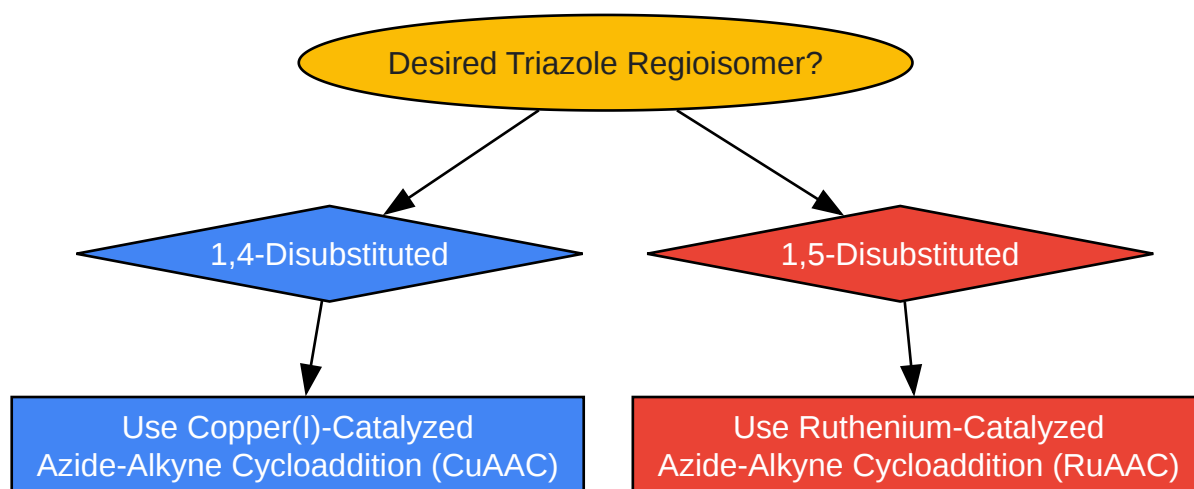 Desired Triazole Regioisomer?
1,4-Disubstituted
1,5-Disubstituted
Use Copper(I)-Catalyzed
Azide-Alkyne Cycloaddition (CuAAC)
Use Ruthenium-Catalyzed
Azide-Alkyne Cycloaddition (RuAAC)